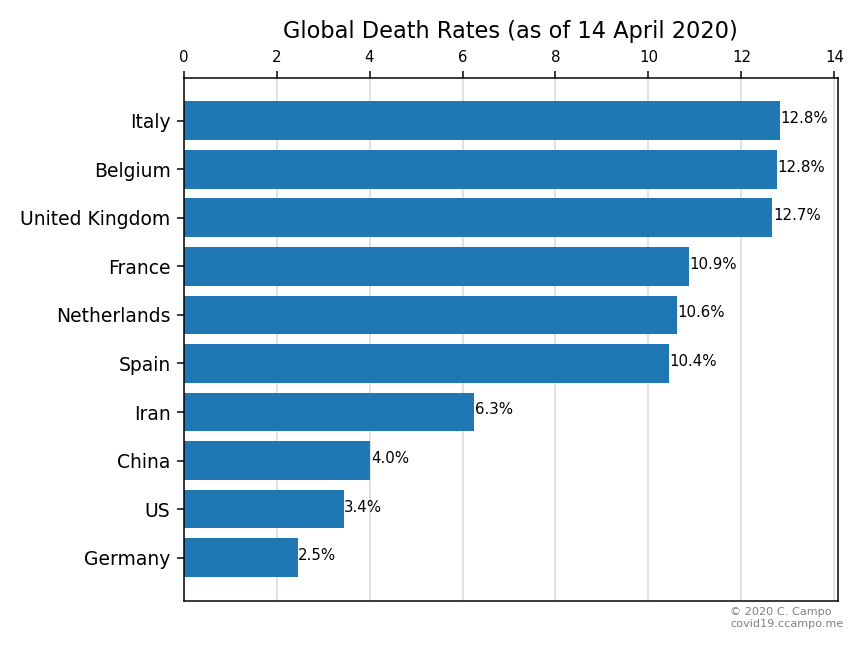 Global Death Rates (as of 14 April 2020)
0 2 4 6 8 10 12 14
Italy 12.8%
Belgium 12.8%
United Kingdom 12.7%
France 10.9%
Netherlands 10.6%
Spain 10.4%
Iran 6.3%
China 4.0%
US 3.4%
Germany 2.5%
© 2020 C. Campo
covid19.ccampo.me